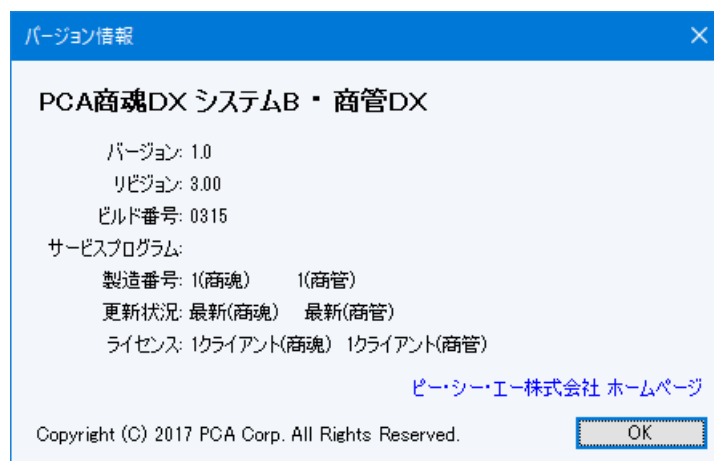 バージョン情報
PCA商魂DX システムB ・ 商管DX
バージョン: 1.0
リビジョン: 3.00
ビルド番号: 0315
サービスプログラム:
製造番号: 1(商魂) 1(商管)
更新状況: 最新(商魂) 最新(商管)
ライセンス: 1クライアント(商魂) 1クライアント(商管)
ピー・シー・エー株式会社 ホームページ
Copyright (C) 2017 PCA Corp. All Rights Reserved.
OK